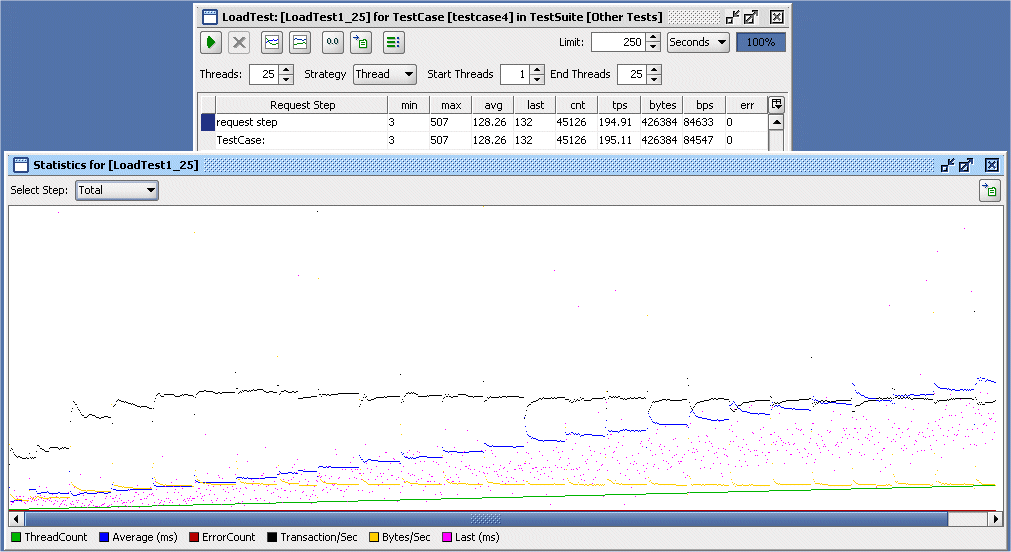 LoadTest: [LoadTest1_25] for TestCase [testcase4] in TestSuite [Other Tests]
0.0 Limit: 250 Seconds 100%
Threads: 25 Strategy Thread Start Threads 1 End Threads 25
Request Step min max avg last cnt tps bytes bps err
request step 3 507 128.26 132 45126 194.91 426384 84633 0
TestCase: 3 507 128.26 132 45126 195.11 426384 84547 0
Statistics for [LoadTest1_25]
Select Step: Total
ThreadCount Average (ms) ErrorCount Transaction/Sec Bytes/Sec Last (ms)